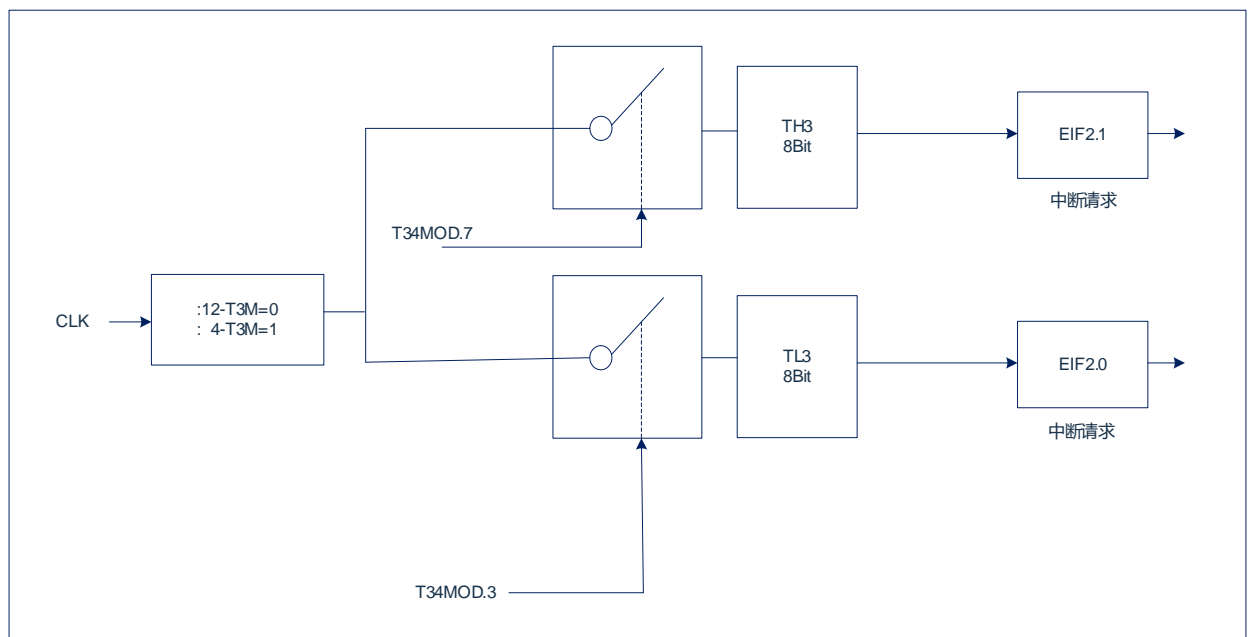 TH3
8Bit
EIF2.1
中断请求
T34MOD.7
CLK
:12-T3M=0
: 4-T3M=1
TL3
8Bit
EIF2.0
中断请求
T34MOD.3